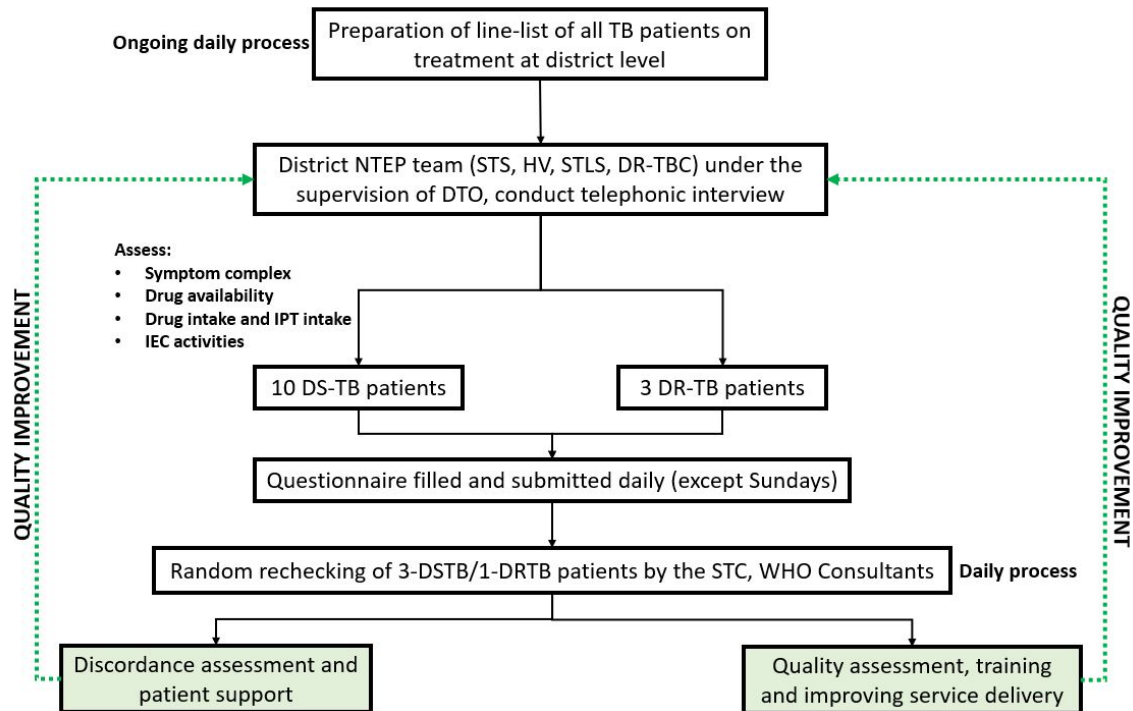 Ongoing daily process
Preparation of line-list of all TB patients on
treatment at district level
District NTEP team (STS, HV, STLS, DR-TBC) under the
supervision of DTO, conduct telephonic interview
Assess:
• Symptom complex
• Drug availability
• Drug intake and IPT intake
• IEC activities
QUALITY IMPROVEMENT
QUALITY IMPROVEMENT
10 DS-TB patients
3 DR-TB patients
Questionnaire filled and submitted daily (except Sundays)
Random rechecking of 3-DSTB/1-DRTB patients by the STC, WHO Consultants
Daily process
Discordance assessment and
patient support
Quality assessment, training
and improving service delivery